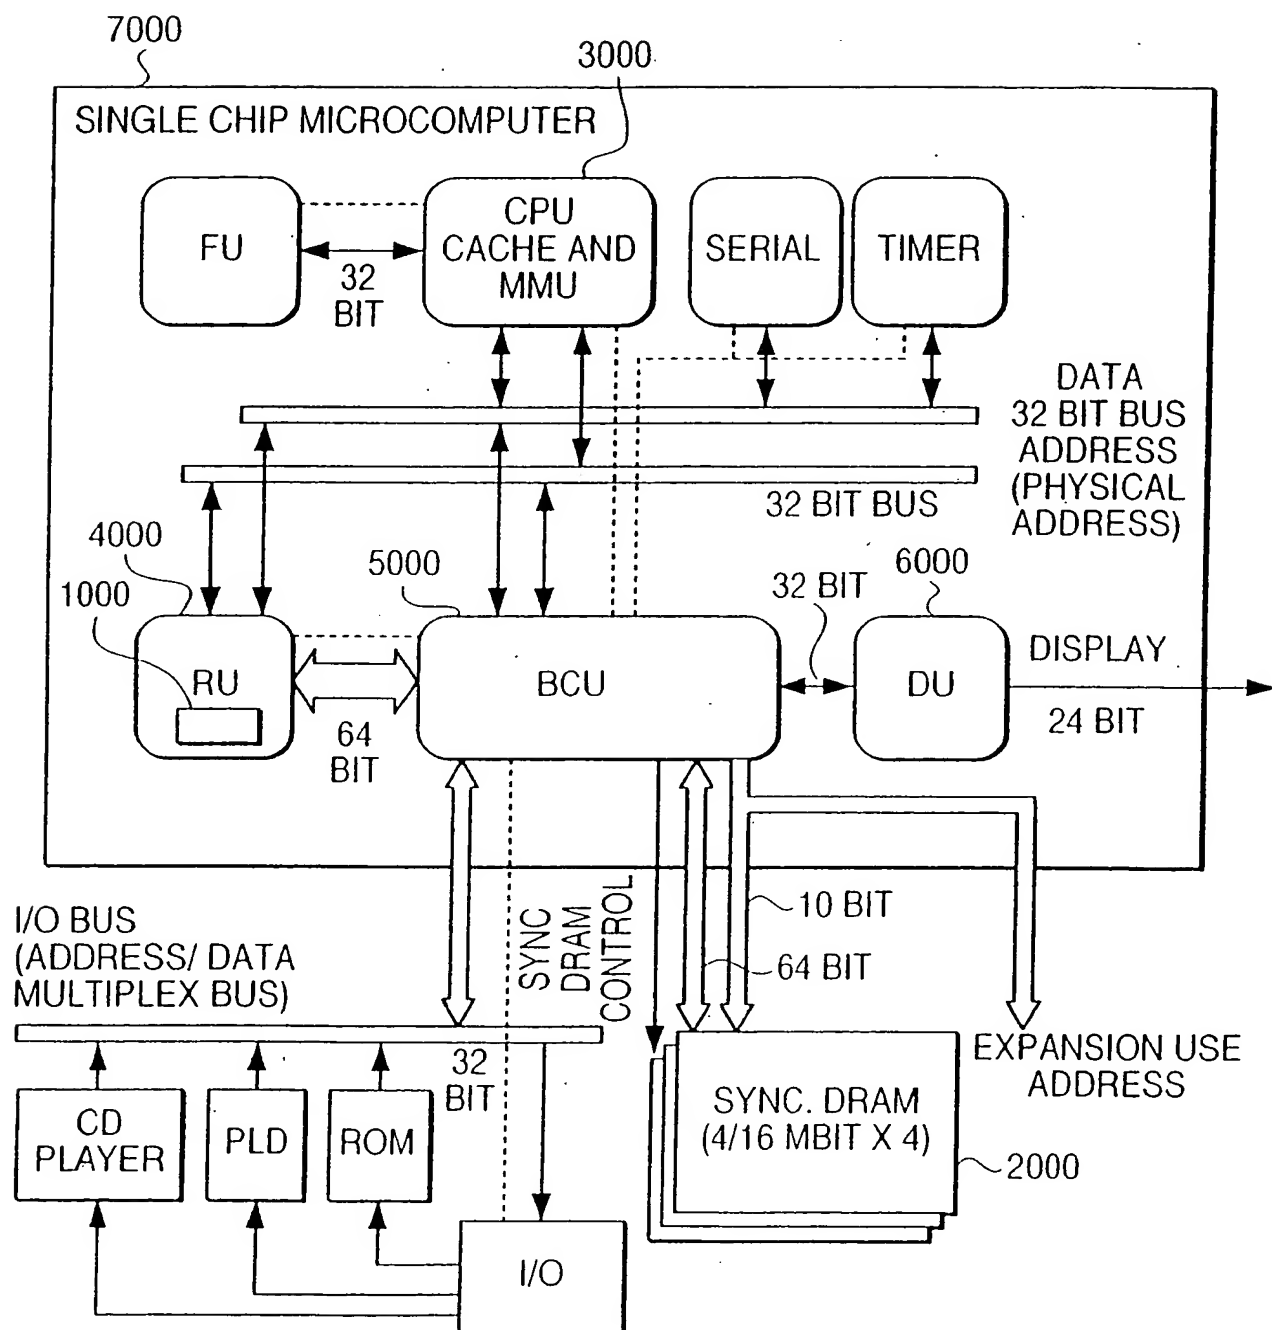 7000
3000
SINGLE CHIP MICROCOMPUTER
FU
32
BIT
CPU
CACHE AND
MMU
SERIAL
TIMER
DATA
32 BIT BUS
ADDRESS
(PHYSICAL
ADDRESS)
32 BIT BUS
4000
1000
5000
32 BIT
6000
RU
64
BIT
BCU
DU
DISPLAY
24 BIT
I/O BUS
(ADDRESS/ DATA
MULTIPLEX BUS)
SYNC
DRAM
CONTROL
10 BIT
64 BIT
32
BIT
EXPANSION USE
ADDRESS
CD
PLAYER
PLD
ROM
SYNC. DRAM
(4/16 MBIT X 4)
2000
I/O